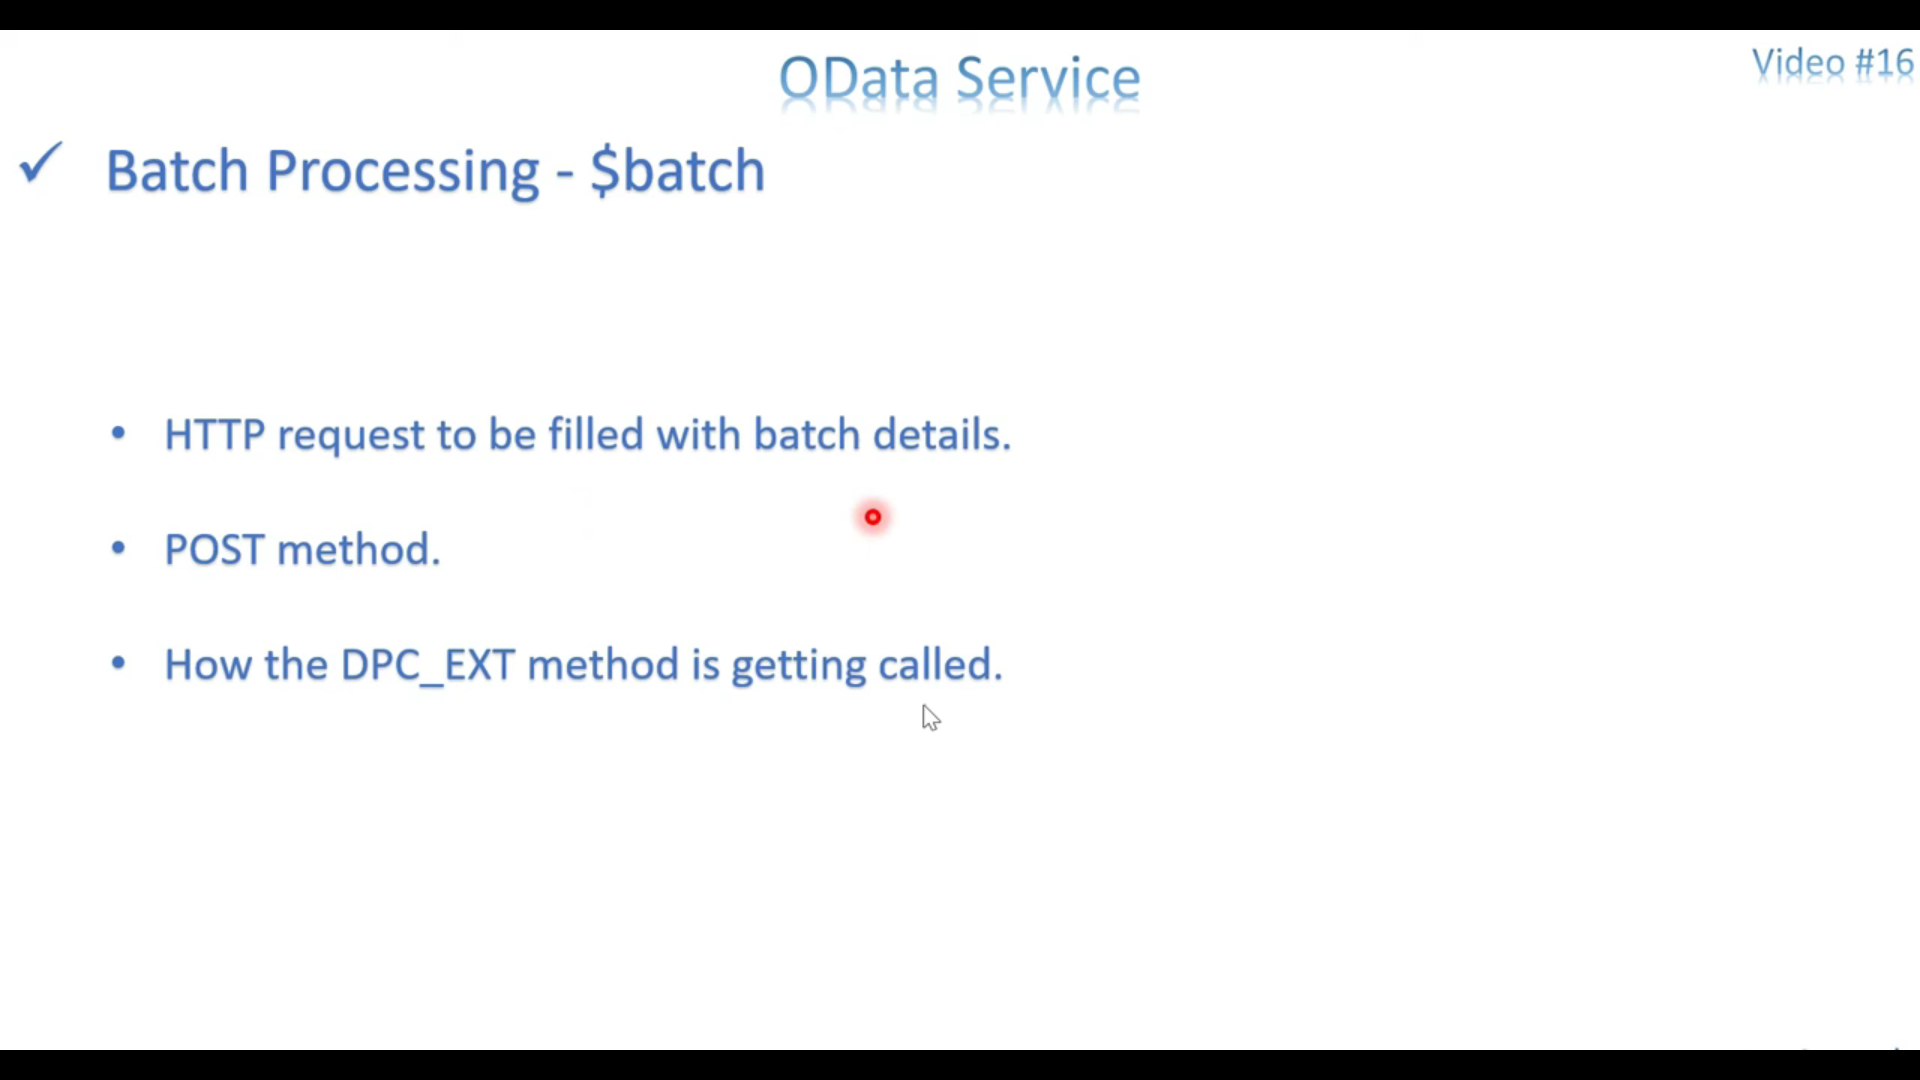 OData Service
Video #16
✓ Batch Processing - $batch
• HTTP request to be filled with batch details.
• POST method.
• How the DPC_EXT method is getting called.